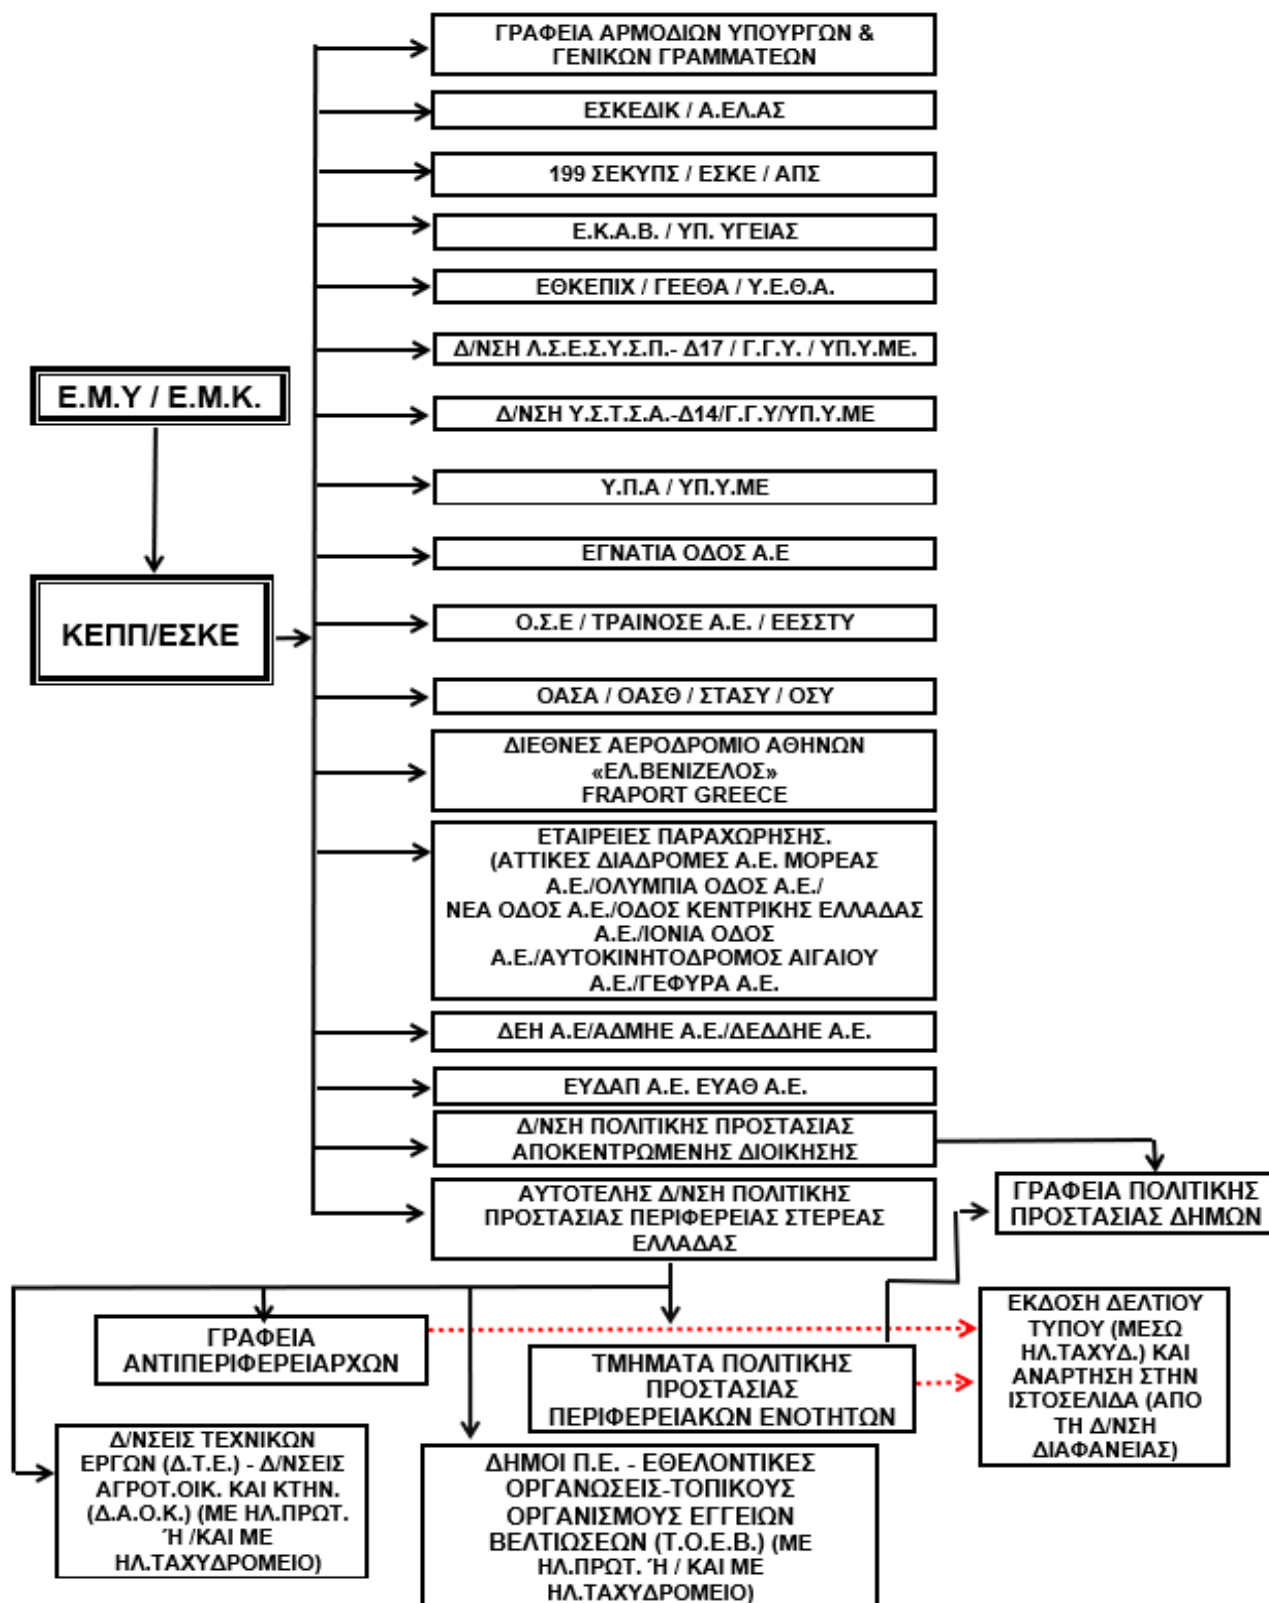 ΓΡΑΦΕΙΑ ΑΡΜΟΔΙΩΝ ΥΠΟΥΡΓΩΝ &
ΓΕΝΙΚΩΝ ΓΡΑΜΜΑΤΕΩΝ
ΕΣΚΕΔΙΚ / Α.ΕΛ.ΑΣ
199 ΣΕΚΥΠΣ / ΕΣΚΕ / ΑΠΣ
Ε.Κ.Α.Β. / ΥΠ. ΥΓΕΙΑΣ
ΕΘΚΕΠΙΧ / ΓΕΕΘΑ / Υ.Ε.Θ.Α.
Δ/ΝΣΗ Λ.Σ.Ε.Σ.Υ.Σ.Π.- Δ17 / Γ.Γ.Υ. / ΥΠ.Υ.ΜΕ.
Ε.Μ.Υ / Ε.Μ.Κ.
Δ/ΝΣΗ Υ.Σ.Τ.Σ.Α.-Δ14/Γ.Γ.Υ/ΥΠ.Υ.ΜΕ
Υ.Π.Α / ΥΠ.Υ.ΜΕ
ΕΓΝΑΤΙΑ ΟΔΟΣ Α.Ε
ΚΕΠΠ/ΕΣΚΕ
Ο.Σ.Ε / ΤΡΑΙΝΟΣΕ Α.Ε. / ΕΕΣΣΤΥ
ΟΑΣΑ / ΟΑΣΘ / ΣΤΑΣΥ / ΟΣΥ
ΔΙΕΘΝΕΣ ΑΕΡΟΔΡΟΜΙΟ ΑΘΗΝΩΝ
«ΕΛ.ΒΕΝΙΖΕΛΟΣ»
FRAPORT GREECE
ΕΤΑΙΡΕΙΕΣ ΠΑΡΑΧΩΡΗΣΗΣ.
(ΑΤΤΙΚΕΣ ΔΙΑΔΡΟΜΕΣ Α.Ε. ΜΟΡΕΑΣ
Α.Ε./ΟΛΥΜΠΙΑ ΟΔΟΣ Α.Ε./
ΝΕΑ ΟΔΟΣ Α.Ε./ΟΔΟΣ ΚΕΝΤΡΙΚΗΣ ΕΛΛΑΔΑΣ
Α.Ε./ΙΟΝΙΑ ΟΔΟΣ
Α.Ε./ΑΥΤΟΚΙΝΗΤΟΔΡΟΜΟΣ ΑΙΓΑΙΟΥ
Α.Ε./ΓΕΦΥΡΑ Α.Ε.
ΔΕΗ Α.Ε/ΑΔΜΗΕ Α.Ε./ΔΕΔΔΗΕ Α.Ε.
ΕΥΔΑΠ Α.Ε. ΕΥΑΘ Α.Ε.
Δ/ΝΣΗ ΠΟΛΙΤΙΚΗΣ ΠΡΟΣΤΑΣΙΑΣ
ΑΠΟΚΕΝΤΡΩΜΕΝΗΣ ΔΙΟΙΚΗΣΗΣ
ΑΥΤΟΤΕΛΗΣ Δ/ΝΣΗ ΠΟΛΙΤΙΚΗΣ
ΠΡΟΣΤΑΣΙΑΣ ΠΕΡΙΦΕΡΕΙΑΣ ΣΤΕΡΕΑΣ
ΕΛΛΑΔΑΣ
ΓΡΑΦΕΙΑ ΠΟΛΙΤΙΚΗΣ
ΠΡΟΣΤΑΣΙΑΣ ΔΗΜΩΝ
ΓΡΑΦΕΙΑ
ΑΝΤΙΠΕΡΙΦΕΡΕΙΑΡΧΩΝ
ΤΜΗΜΑΤΑ ΠΟΛΙΤΙΚΗΣ
ΠΡΟΣΤΑΣΙΑΣ
ΠΕΡΙΦΕΡΕΙΑΚΩΝ ΕΝΟΤΗΤΩΝ
ΕΚΔΟΣΗ ΔΕΛΤΙΟΥ
ΤΥΠΟΥ (ΜΕΣΩ
ΗΛ.ΤΑΧΥΔ.) ΚΑΙ
ΑΝΑΡΤΗΣΗ ΣΤΗΝ
ΙΣΤΟΣΕΛΙΔΑ (ΑΠΟ
ΤΗ Δ/ΝΣΗ
ΔΙΑΦΑΝΕΙΑΣ)
Δ/ΝΣΕΙΣ ΤΕΧΝΙΚΩΝ
ΕΡΓΩΝ (Δ.Τ.Ε.) - Δ/ΝΣΕΙΣ
ΑΓΡΟΤ.ΟΙΚ. ΚΑΙ ΚΤΗΝ.
(Δ.Α.Ο.Κ.) (ΜΕ ΗΛ.ΠΡΩΤ.
Ή /ΚΑΙ ΜΕ
ΗΛ.ΤΑΧΥΔΡΟΜΕΙΟ)
ΔΗΜΟΙ Π.Ε. - ΕΘΕΛΟΝΤΙΚΕΣ
ΟΡΓΑΝΩΣΕΙΣ-ΤΟΠΙΚΟΥΣ
ΟΡΓΑΝΙΣΜΟΥΣ ΕΓΓΕΙΩΝ
ΒΕΛΤΙΩΣΕΩΝ (Τ.Ο.Ε.Β.) (ΜΕ
ΗΛ.ΠΡΩΤ. Ή / ΚΑΙ ΜΕ
ΗΛ.ΤΑΧΥΔΡΟΜΕΙΟ)